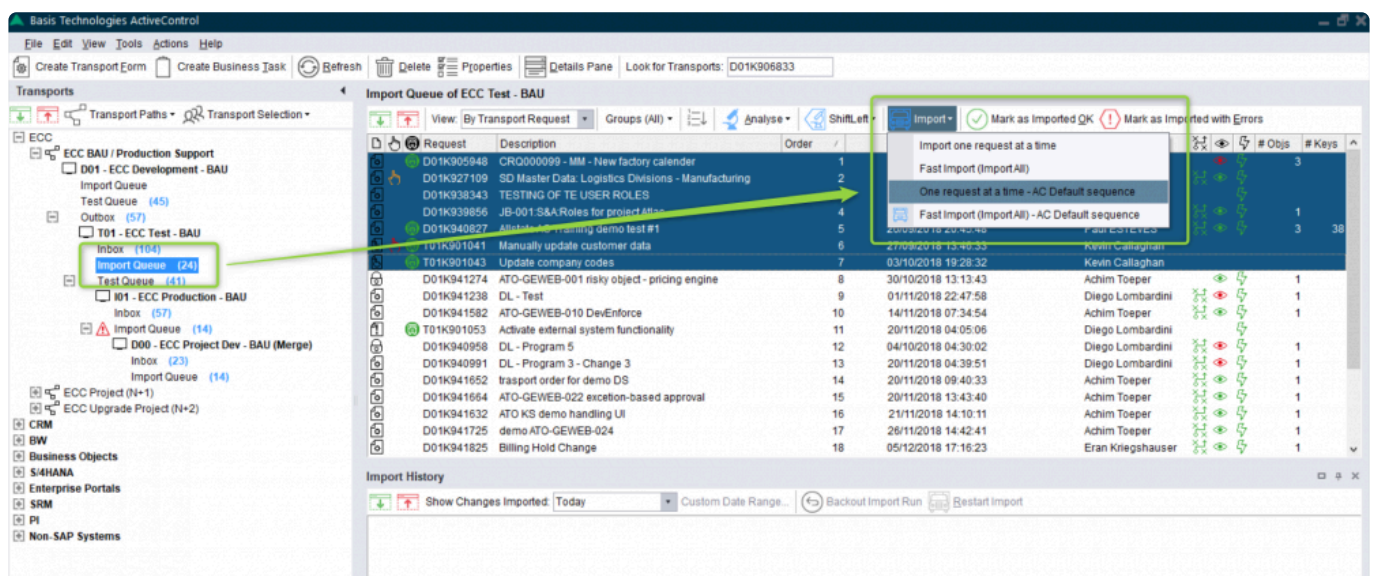 Basis Technologies ActiveControl
File Edit View Tools Actions Help
Create Transport Form Create Business Task Refresh Delete Properties Details Pane Look for Transports: D01K906833
Transports
Transport Paths Transport Selection
ECC
ECC BAU / Production Support
D01 - ECC Development - BAU
Import Queue
Test Queue (45)
Outbox (57)
T01 - ECC Test - BAU
Inbox (104)
Import Queue (24)
Test Queue (41)
I01 - ECC Production - BAU
Inbox (57)
Import Queue (14)
D00 - ECC Project Dev - BAU (Merge)
Inbox (23)
Import Queue (14)
ECC Project (N+1)
ECC Upgrade Project (N+2)
CRM
BW
Business Objects
S/4HANA
Enterprise Portals
SRM
PI
Non-SAP Systems
Import Queue of ECC Test - BAU
View: By Transport Request Groups (All) Analyse ShiftLeft Import Mark as Imported OK Mark as Imported with Errors
Import one request at a time
Fast Import (Import All)
One request at a time - AC Default sequence
Fast Import (Import All) - AC Default sequence
Request Description Order # Objs # Keys
D01K905948 CRQ000099 - MM - New factory calender 1 3
D01K927109 SD Master Data: Logistics Divisions - Manufacturing 2
D01K938343 TESTING OF TE USER ROLES
D01K939856 JB-001:S&A:Roles for project Atlas 4 1
D01K940827 Allstate AC Training demo test #1 5 20:45:48 Paul ESTEVES 3 38
T01K901041 Manually update customer data 6 27/09/2018 13:46:33 Kevin Callaghan
T01K901043 Update company codes 7 03/10/2018 19:28:32 Kevin Callaghan
D01K941274 ATO-GEWEB-001 risky object - pricing engine 8 30/10/2018 13:13:43 Achim Toeper 1
D01K941238 DL - Test 9 01/11/2018 22:47:58 Diego Lombardini 1
D01K941582 ATO-GEWEB-010 DevEnforce 10 14/11/2018 07:34:54 Achim Toeper 1
T01K901053 Activate external system functionality 11 20/11/2018 04:05:06 Diego Lombardini
D01K940958 DL - Program 5 12 04/10/2018 04:30:02 Diego Lombardini 1
D01K940991 DL - Program 3 - Change 3 13 20/11/2018 04:39:51 Diego Lombardini 1
D01K941652 trasport order for demo DS 14 20/11/2018 09:40:33 Achim Toeper 1
D01K941664 ATO-GEWEB-022 excetion-based approval 15 20/11/2018 13:43:40 Achim Toeper 1
D01K941632 ATO KS demo handling UI 16 21/11/2018 14:10:11 Achim Toeper 1
D01K941725 demo ATO-GEWEB-024 17 26/11/2018 14:42:41 Achim Toeper 1
D01K941825 Billing Hold Change 18 05/12/2018 17:16:23 Eran Kriegshauser 1
Import History
Show Changes Imported: Today Custom Date Range... Backout Import Run Restart Import